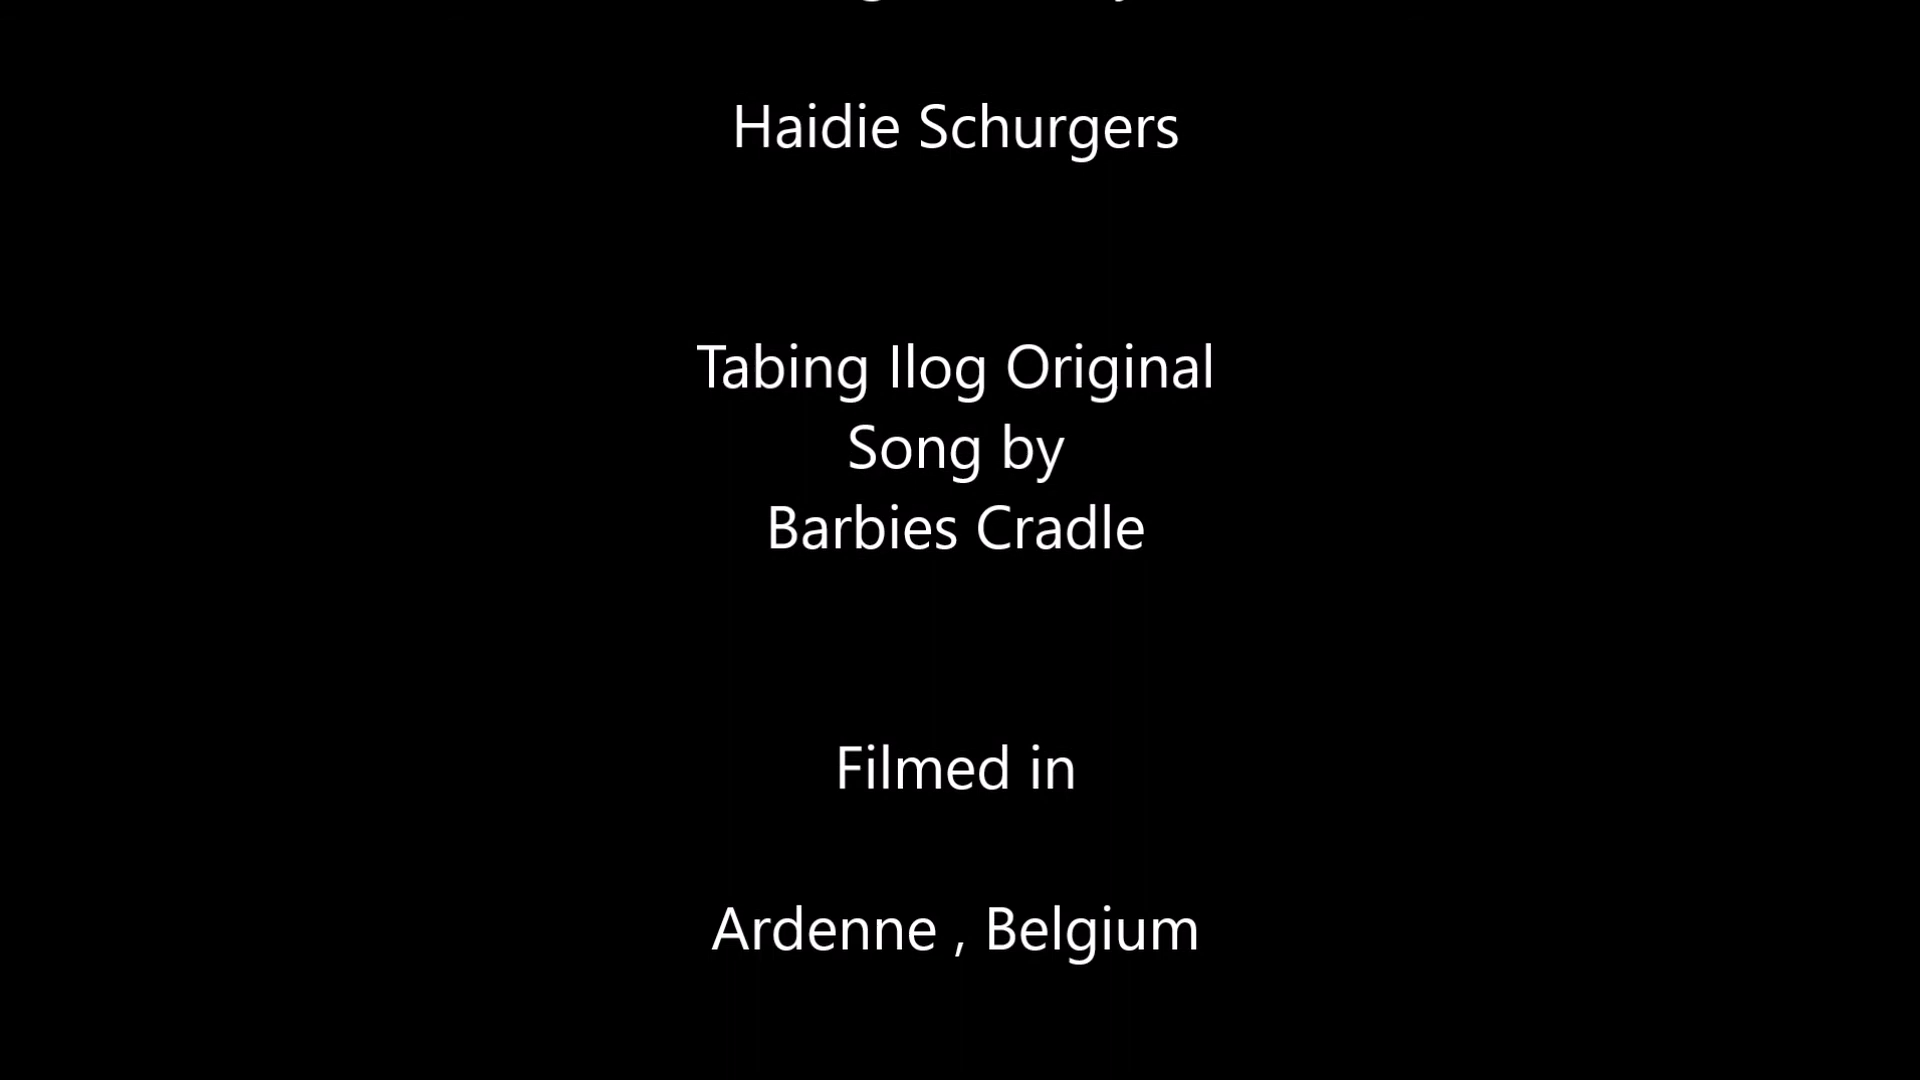 Haidie Schurgers
Tabing Ilog Original
Song by
Barbies Cradle
Filmed in
Ardenne , Belgium